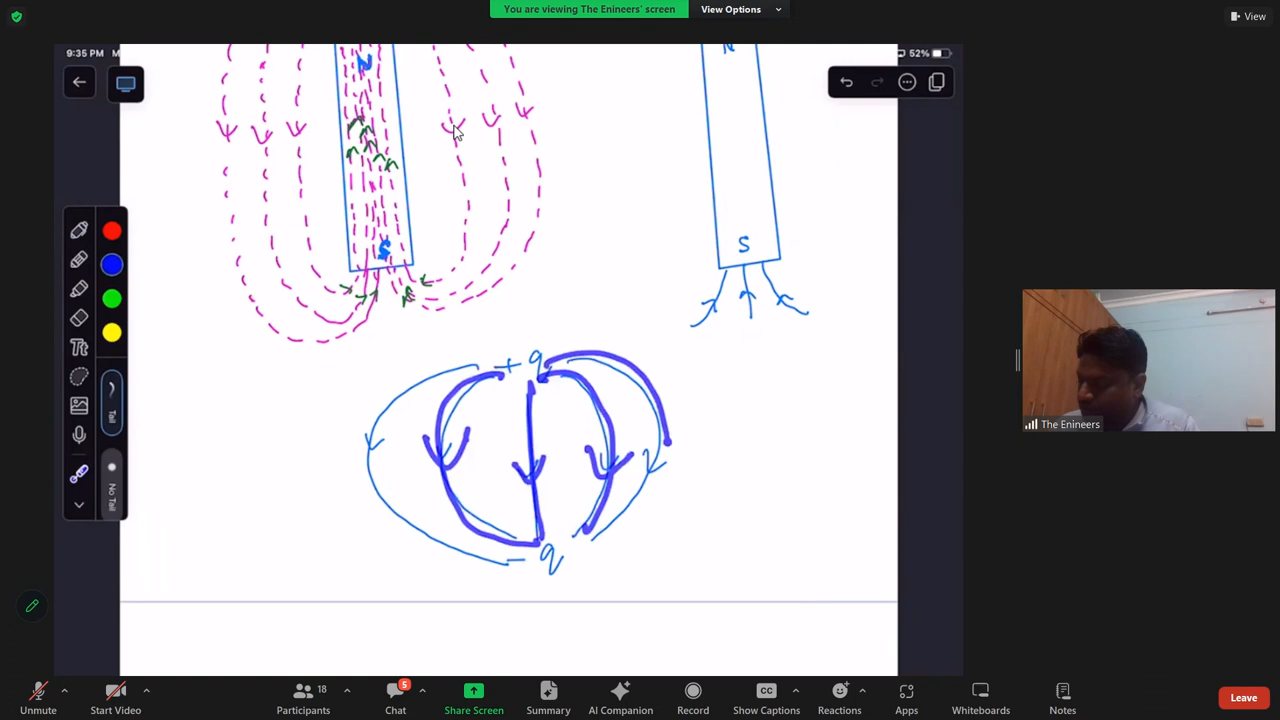 You are viewing The Enineers' screen
View Options
View
9:35 PM M
52%
N
N
S
S
+ q
- q
Tt
Tail
No Tail
The Enineers
Unmute
Start Video
18
Participants
5
Chat
Share Screen
Summary
AI Companion
Record
CC
Show Captions
Reactions
Apps
Whiteboards
Notes
Leave